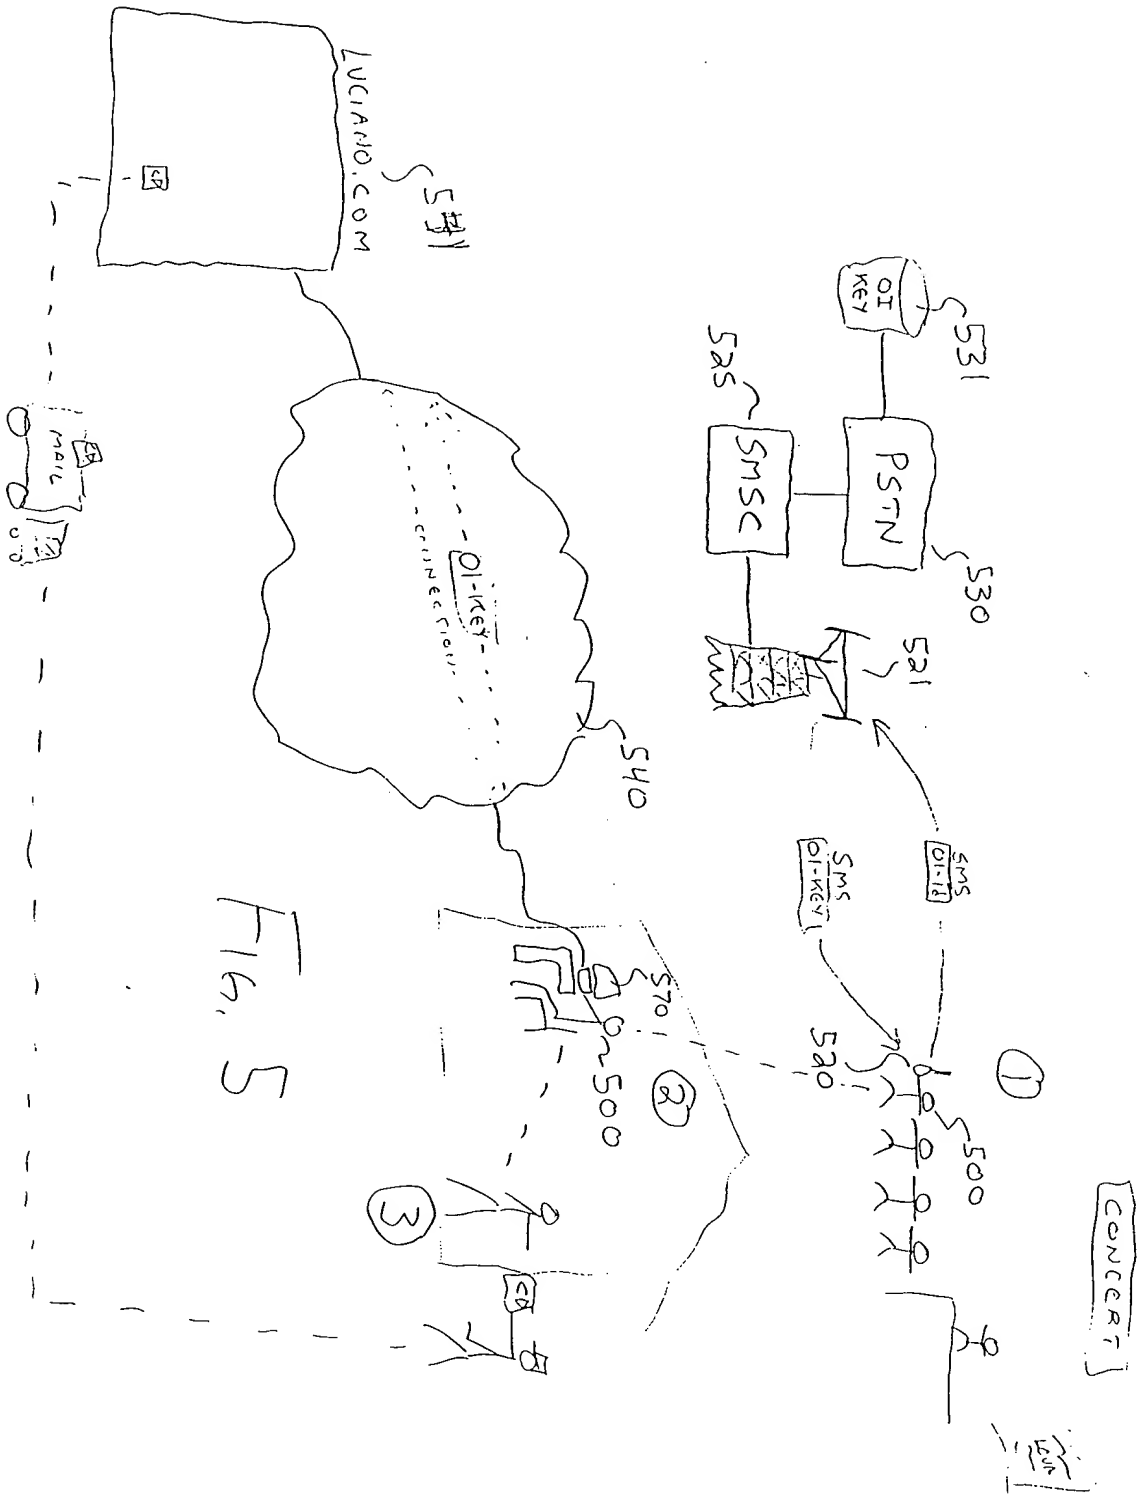 CONCERT
1
500
520
SMS
OI-ID
SMS
OI-KEY
521
530
PSTN
531
OI
KEY
525
SMSC
540
OI-KEY
CONNECTION
541
LUCIANO.COM
CD
570
500
2
3
CD
MAIL
CD
FIG. 5